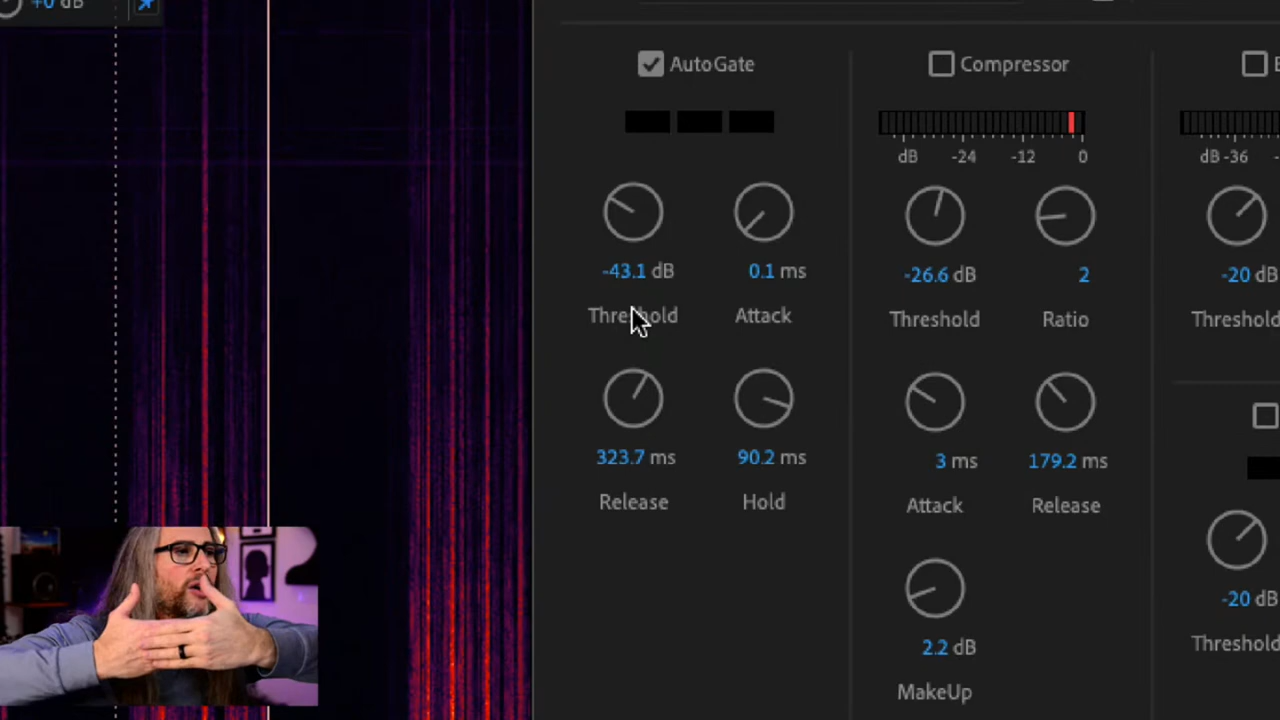 +0 dB
AutoGate
Compressor
dB -24 -12 0
dB -36
-43.1 dB
0.1 ms
-26.6 dB
2
-20 dB
Threshold
Attack
Threshold
Ratio
Threshold
323.7 ms
90.2 ms
3 ms
179.2 ms
Release
Hold
Attack
Release
-20 dB
2.2 dB
Threshold
MakeUp